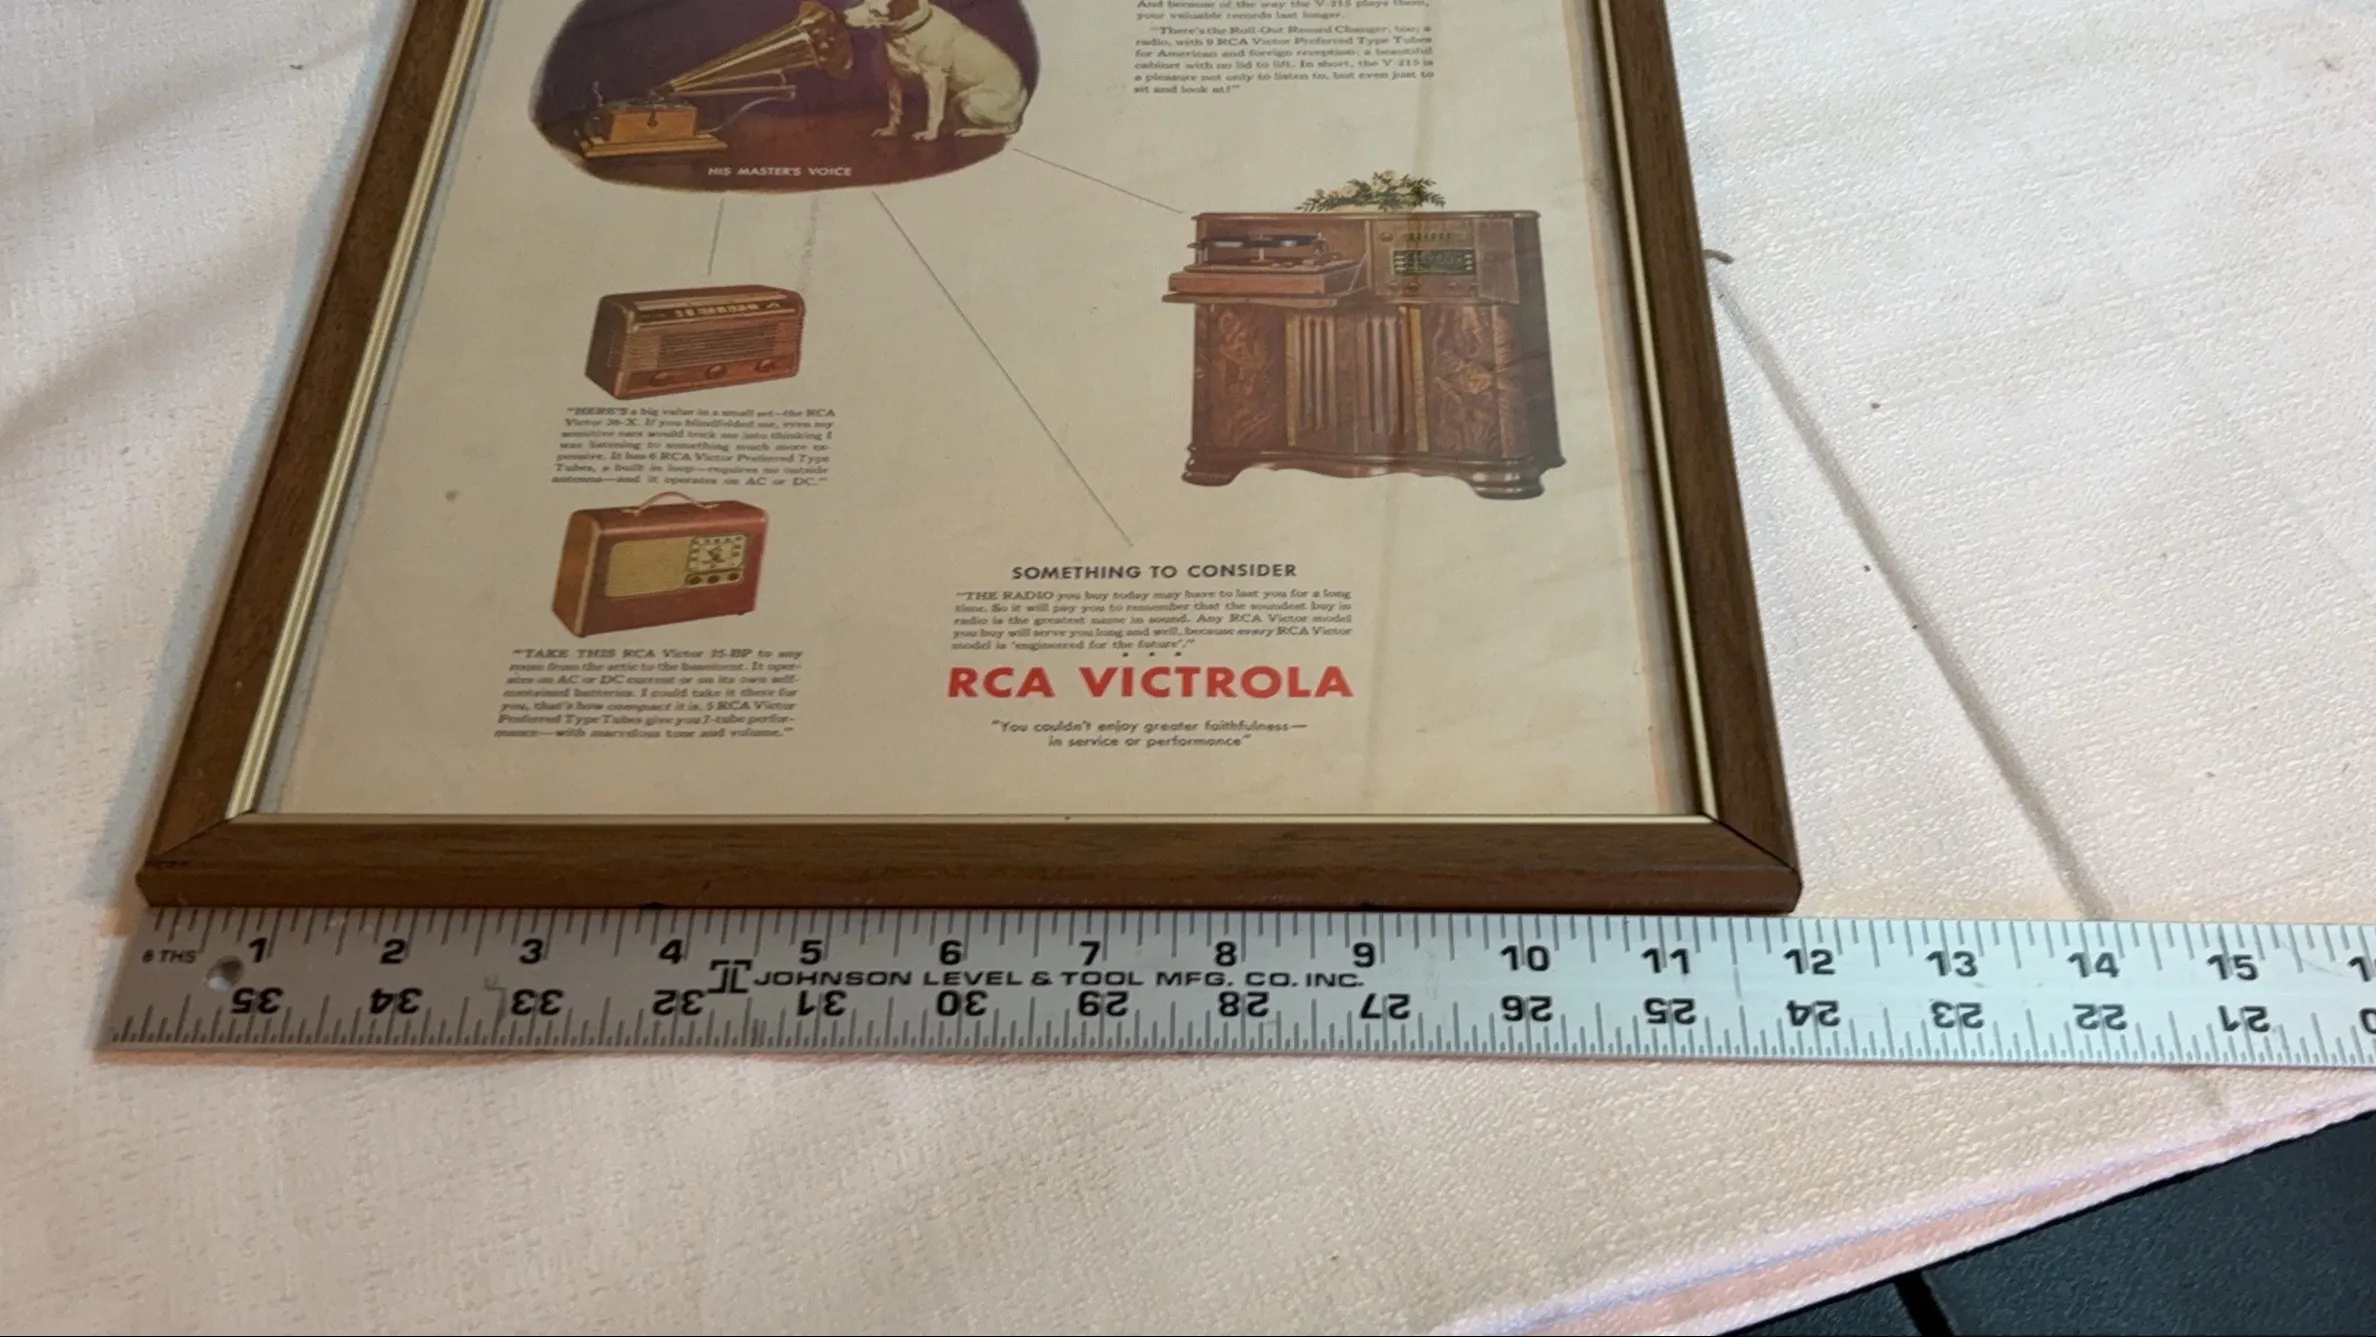 And because of the way the V-215 plays them,
your valuable records last longer.
"There's the Roll-Out Record Changer, too; a
radio, with 9 RCA Victor Preferred Type Tubes
for American and foreign reception; a beautiful
cabinet with no lid to lift. In short, the V-215 is
a pleasure not only to listen to, but even just to
sit and look at!"
HIS MASTER'S VOICE
"HERE'S a big value in a small set—the RCA
Victor 26-X. If you blindfolded me, even my
sensitive ears would trick me into thinking I
was listening to something much more ex-
pensive. It has 6 RCA Victor Preferred Type
Tubes, a built in loop—requires no outside
antenna—and it operates on AC or DC."
"TAKE THIS RCA Victor 25-BP to any
room from the attic to the basement. It oper-
ates on AC or DC current or on its own self-
contained batteries. I could take it there for
you, that's how compact it is. 5 RCA Victor
Preferred Type Tubes give you 7-tube perfor-
mance—with marvelous tone and volume."
SOMETHING TO CONSIDER
"THE RADIO you buy today may have to last you for a long
time. So it will pay you to remember that the soundest buy in
radio is the greatest name in sound. Any RCA Victor model
you buy will serve you long and well, because every RCA Victor
model is 'engineered for the future'."
RCA VICTROLA
"You couldn't enjoy greater faithfulness—
in service or performance"
8 THS 1 2 3 4 5 6 7 8 9 10 11 12 13 14 15
JOHNSON LEVEL & TOOL MFG. CO. INC.
35 34 33 32 31 30 29 28 27 26 25 24 23 22 21